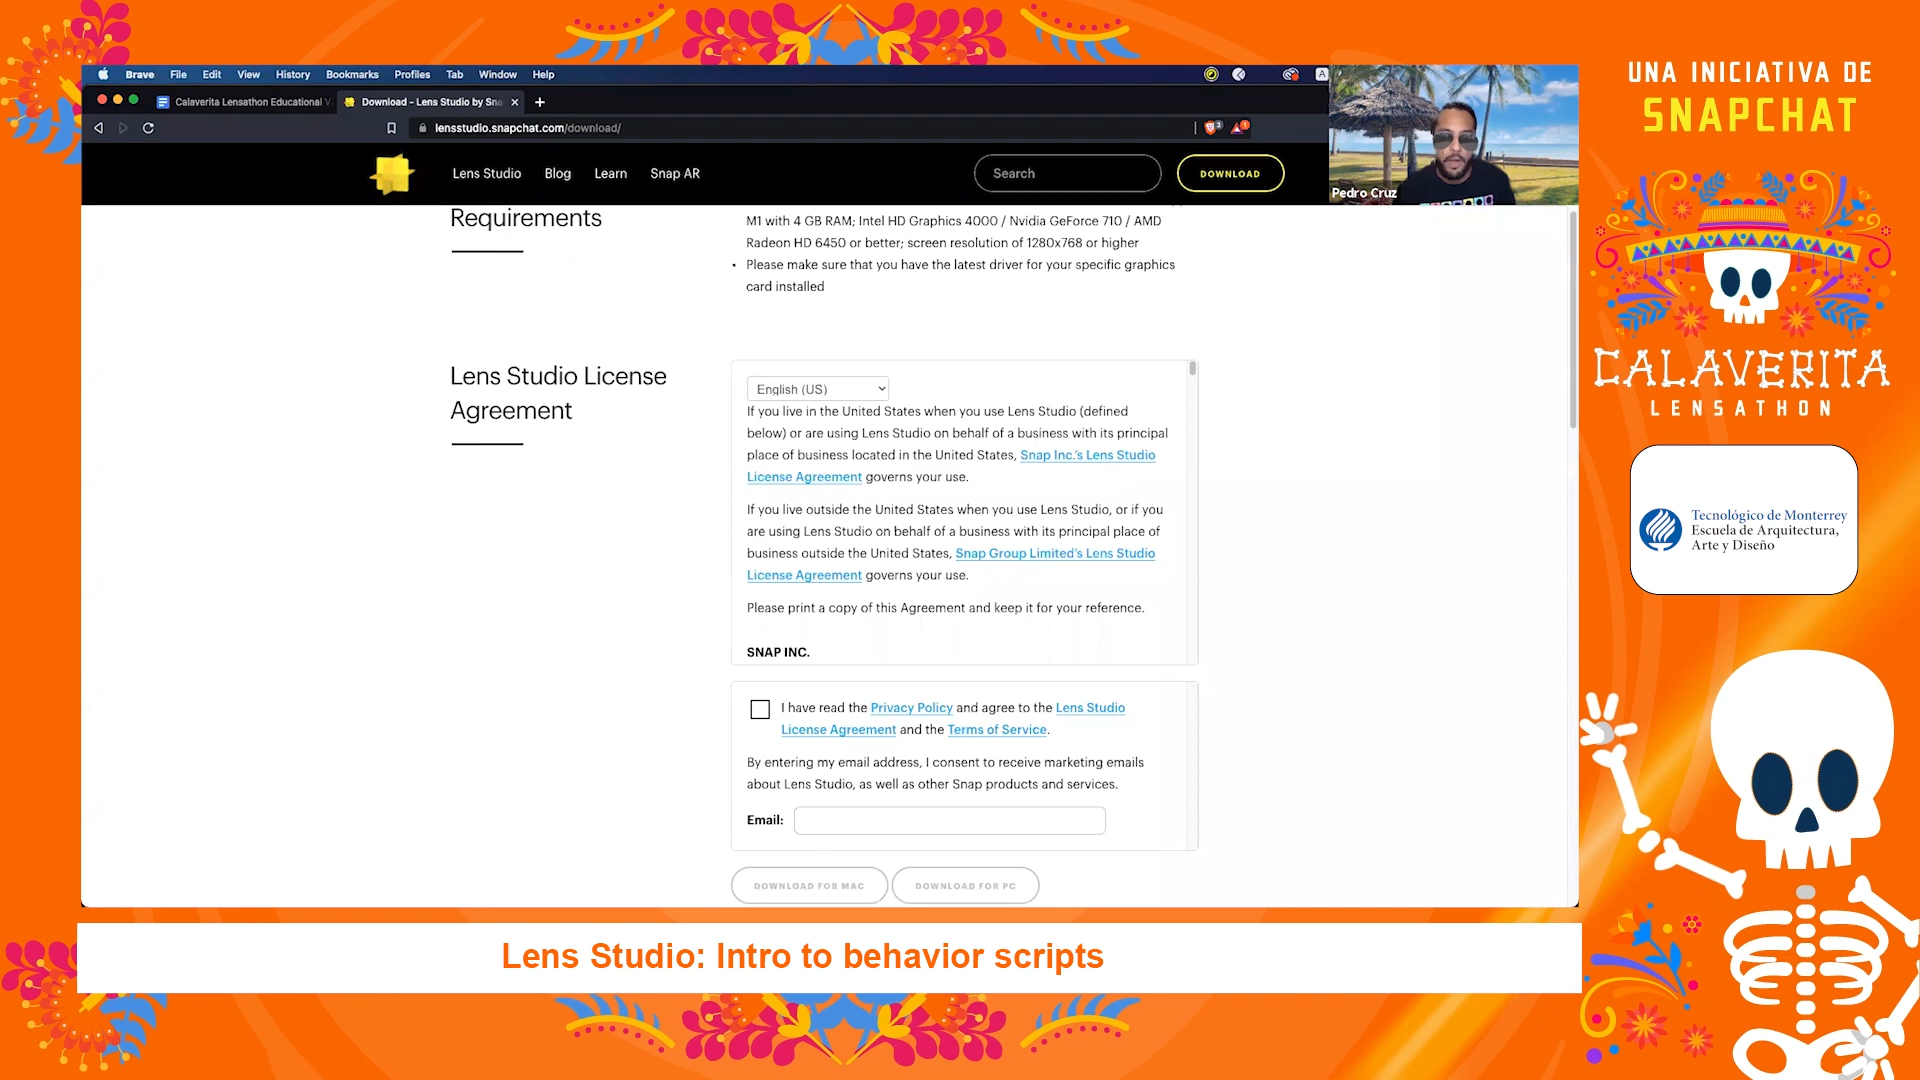 UNA INICIATIVA DE
SNAPCHAT
Brave File Edit View History Bookmarks Profiles Tab Window Help
A
Calaverita Lensathon Educational V
Download - Lens Studio by Sna
lensstudio.snapchat.com/download/
Lens Studio Blog Learn Snap AR
Search
DOWNLOAD
Pedro Cruz
Requirements
M1 with 4 GB RAM; Intel HD Graphics 4000 / Nvidia GeForce 710 / AMD
Radeon HD 6450 or better; screen resolution of 1280x768 or higher
• Please make sure that you have the latest driver for your specific graphics
card installed
Lens Studio License
Agreement
English (US)
If you live in the United States when you use Lens Studio (defined
below) or are using Lens Studio on behalf of a business with its principal
place of business located in the United States, Snap Inc.'s Lens Studio
License Agreement governs your use.
If you live outside the United States when you use Lens Studio, or if you
are using Lens Studio on behalf of a business with its principal place of
business outside the United States, Snap Group Limited's Lens Studio
License Agreement governs your use.
Please print a copy of this Agreement and keep it for your reference.
SNAP INC.
I have read the Privacy Policy and agree to the Lens Studio
License Agreement and the Terms of Service.
By entering my email address, I consent to receive marketing emails
about Lens Studio, as well as other Snap products and services.
Email:
DOWNLOAD FOR MAC
DOWNLOAD FOR PC
CALAVERITA
LENSATHON
Tecnológico de Monterrey
Escuela de Arquitectura,
Arte y Diseño
Lens Studio: Intro to behavior scripts